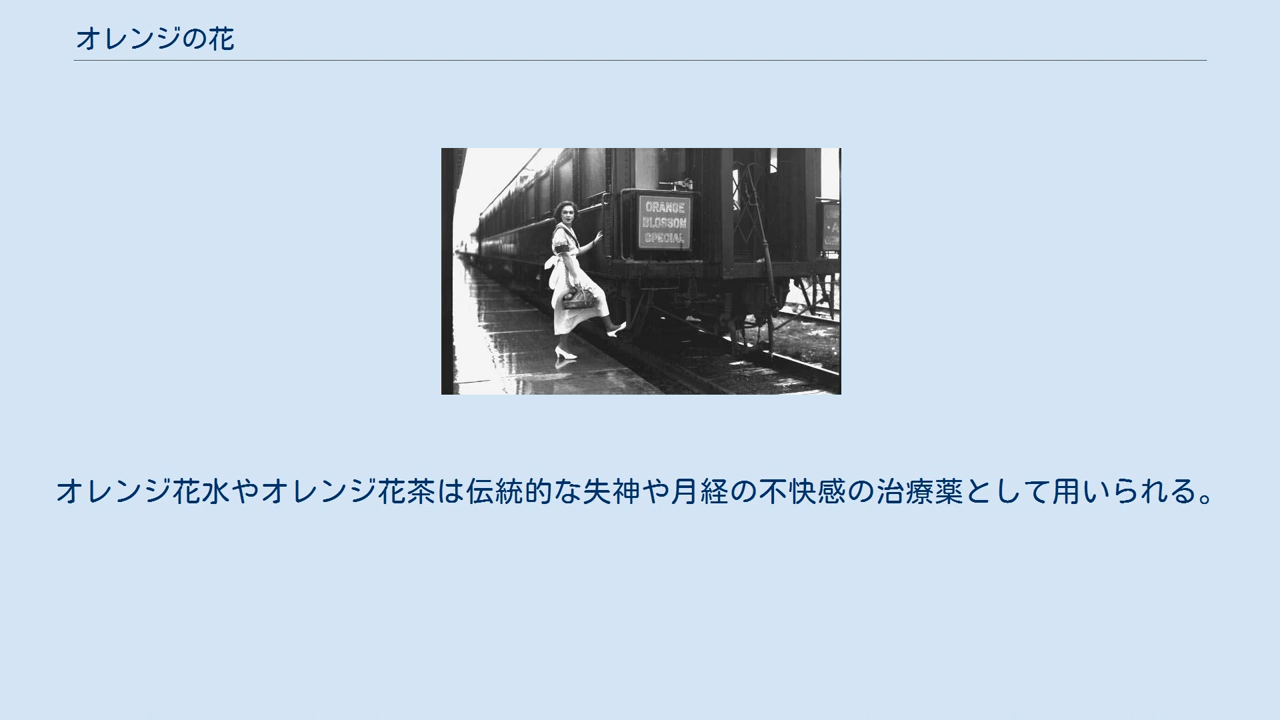 オレンジの花
ORANGE
BLOSSOM
SPECIAL
オレンジ花水やオレンジ花茶は伝統的な失神や月経の不快感の治療薬として用いられる。